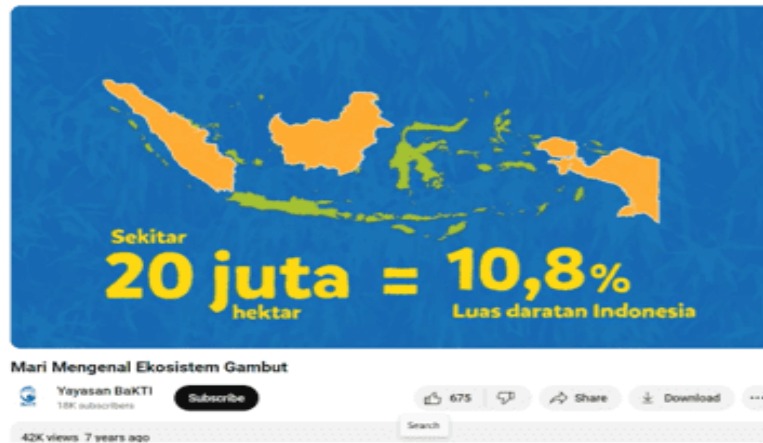 Sekitar
20 juta = 10,8%
hektar Luas daratan Indonesia
Mari Mengenal Ekosistem Gambut
Yayasan BaKTI
18K subscribers
Subscribe
675
Share
Download
Search
42K views 7 years ago